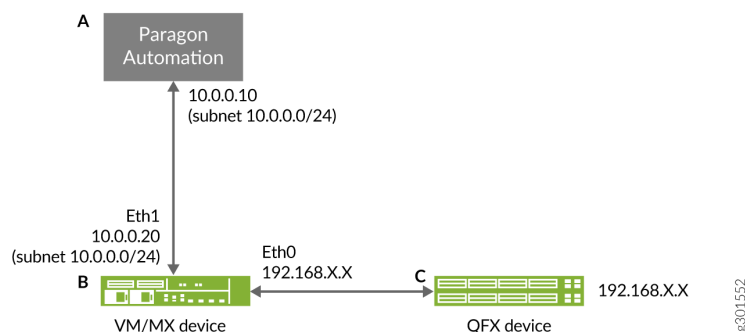 A
Paragon
Automation
10.0.0.10
(subnet 10.0.0.0/24)
Eth1
10.0.0.20
(subnet 10.0.0.0/24)
Eth0
192.168.X.X
B
C
192.168.X.X
VM/MX device
QFX device
g301552